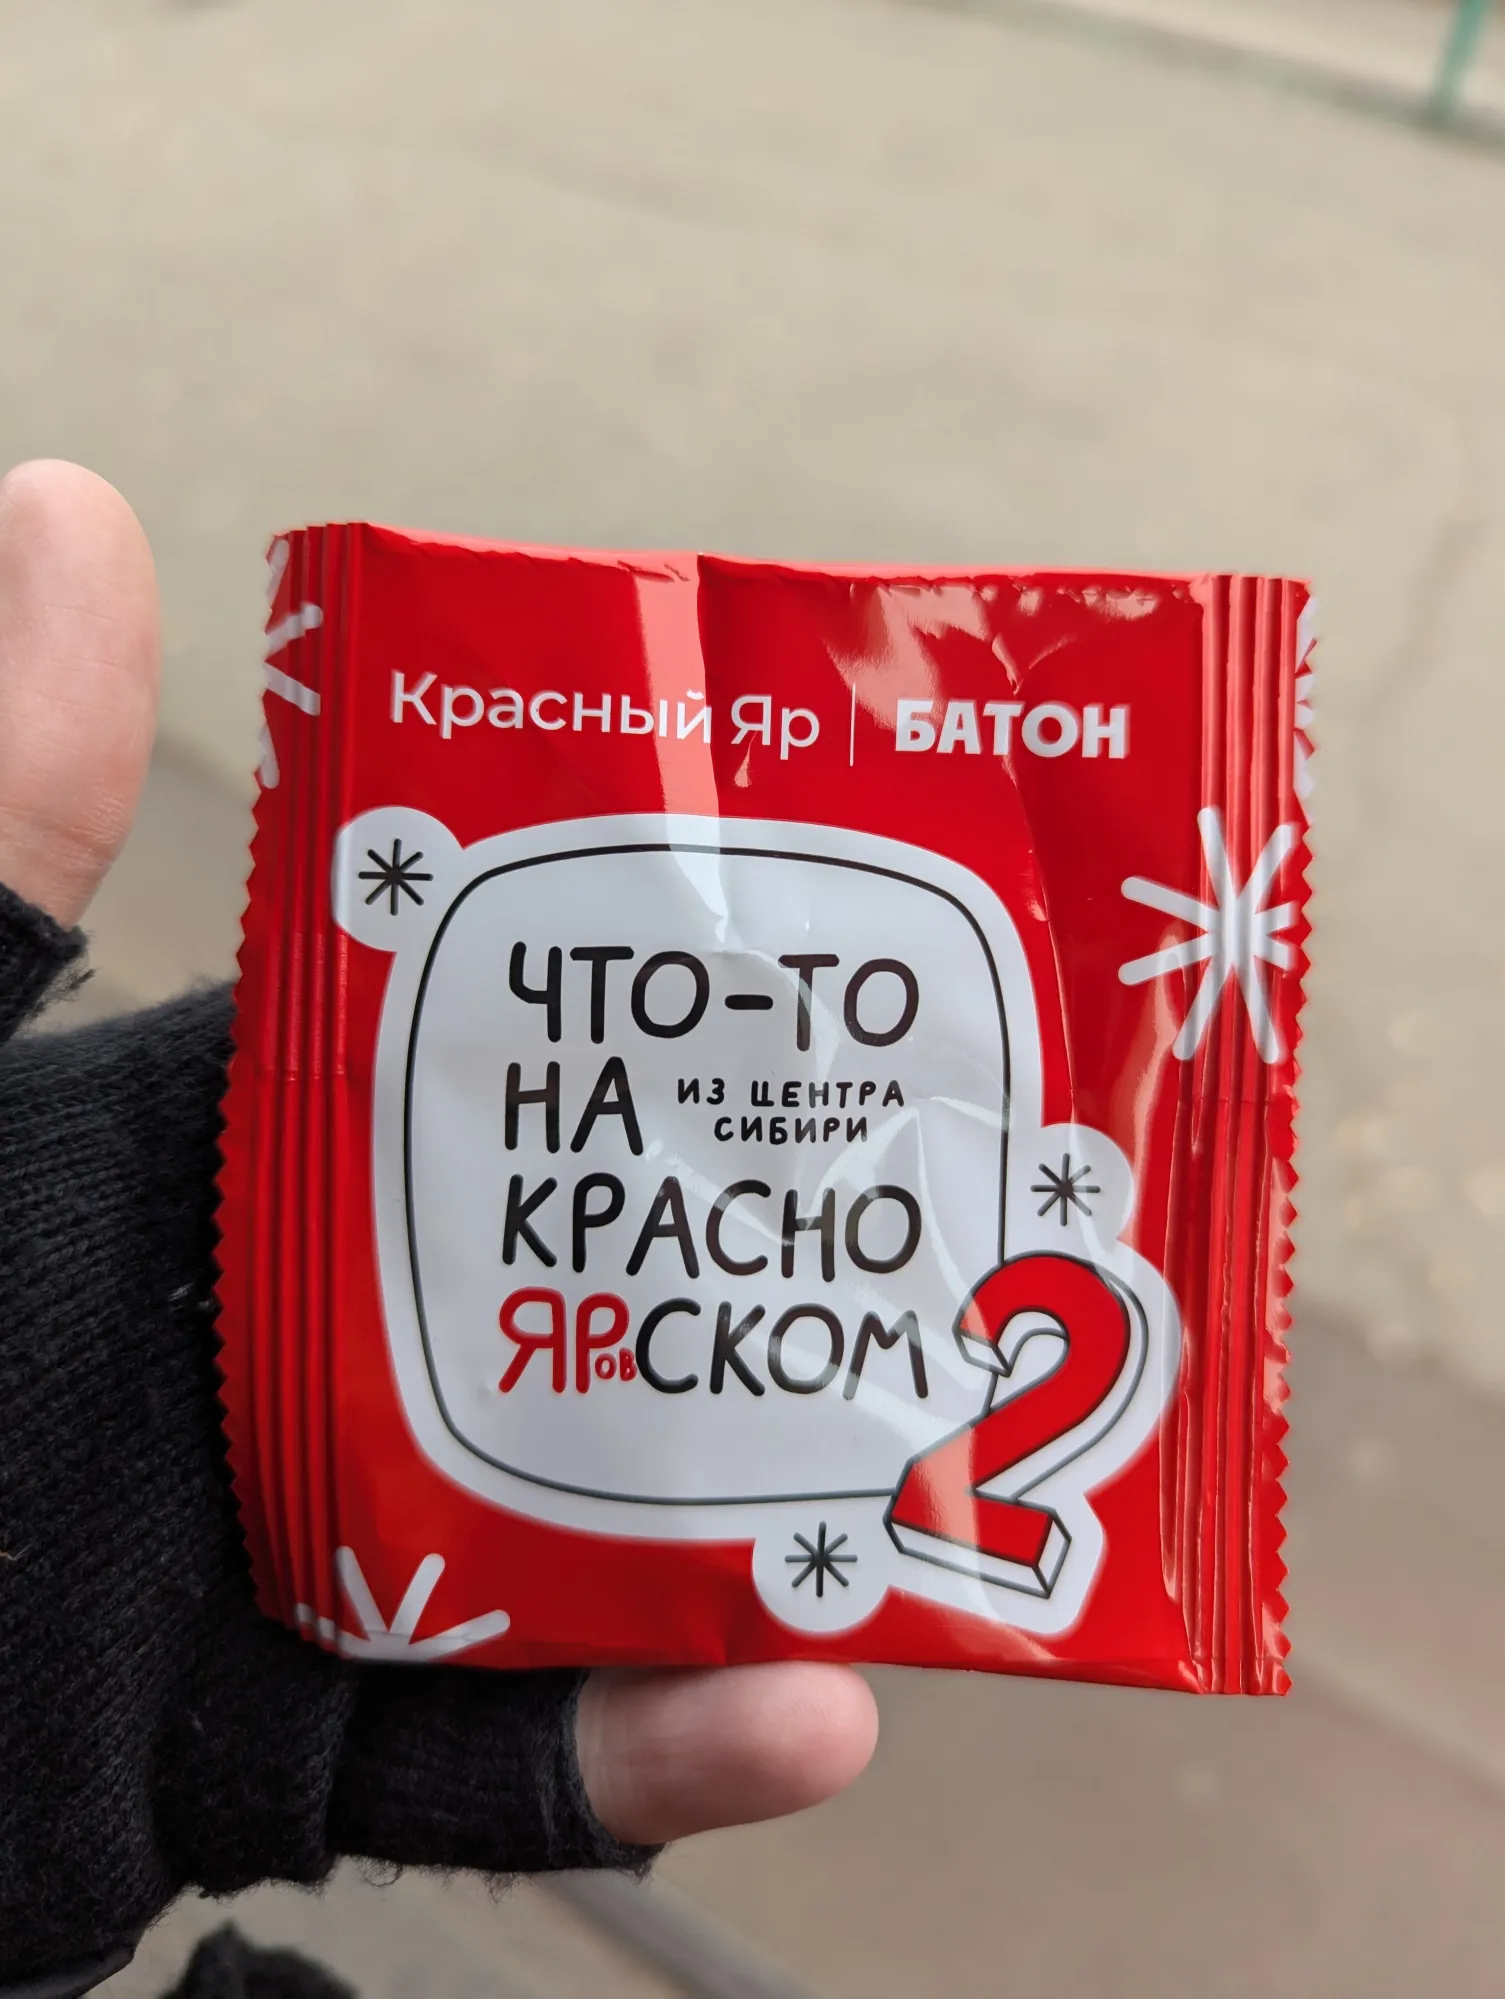 Красный Яр | БАТОН
ЧТО-ТО
НА ИЗ ЦЕНТРА
СИБИРИ
КРАСНО
ЯРовСКОМ
2